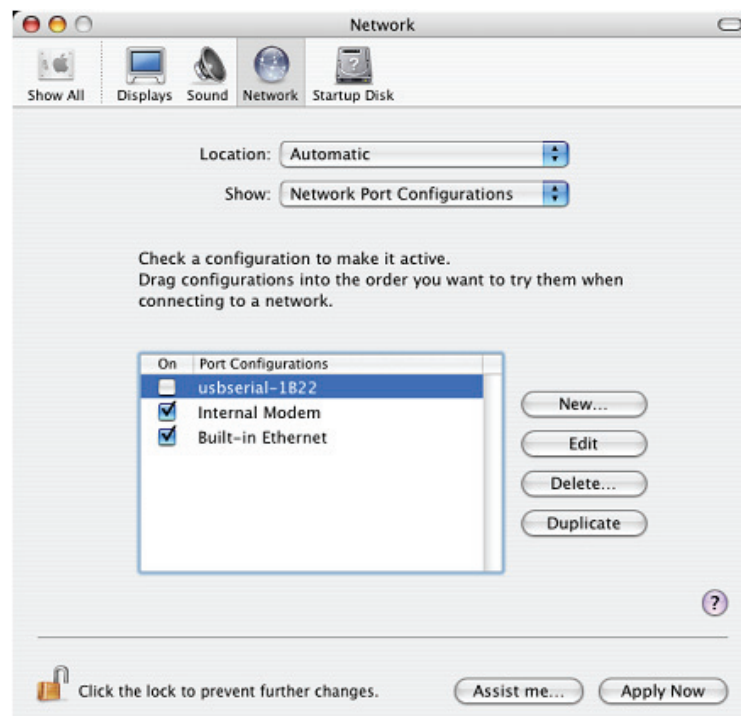 Network
Show All Displays Sound Network Startup Disk
Location: Automatic
Show: Network Port Configurations
Check a configuration to make it active.
Drag configurations into the order you want to try them when
connecting to a network.
On Port Configurations
usbserial-1B22
Internal Modem
Built-in Ethernet
New...
Edit
Delete...
Duplicate
?
Click the lock to prevent further changes.
Assist me... Apply Now